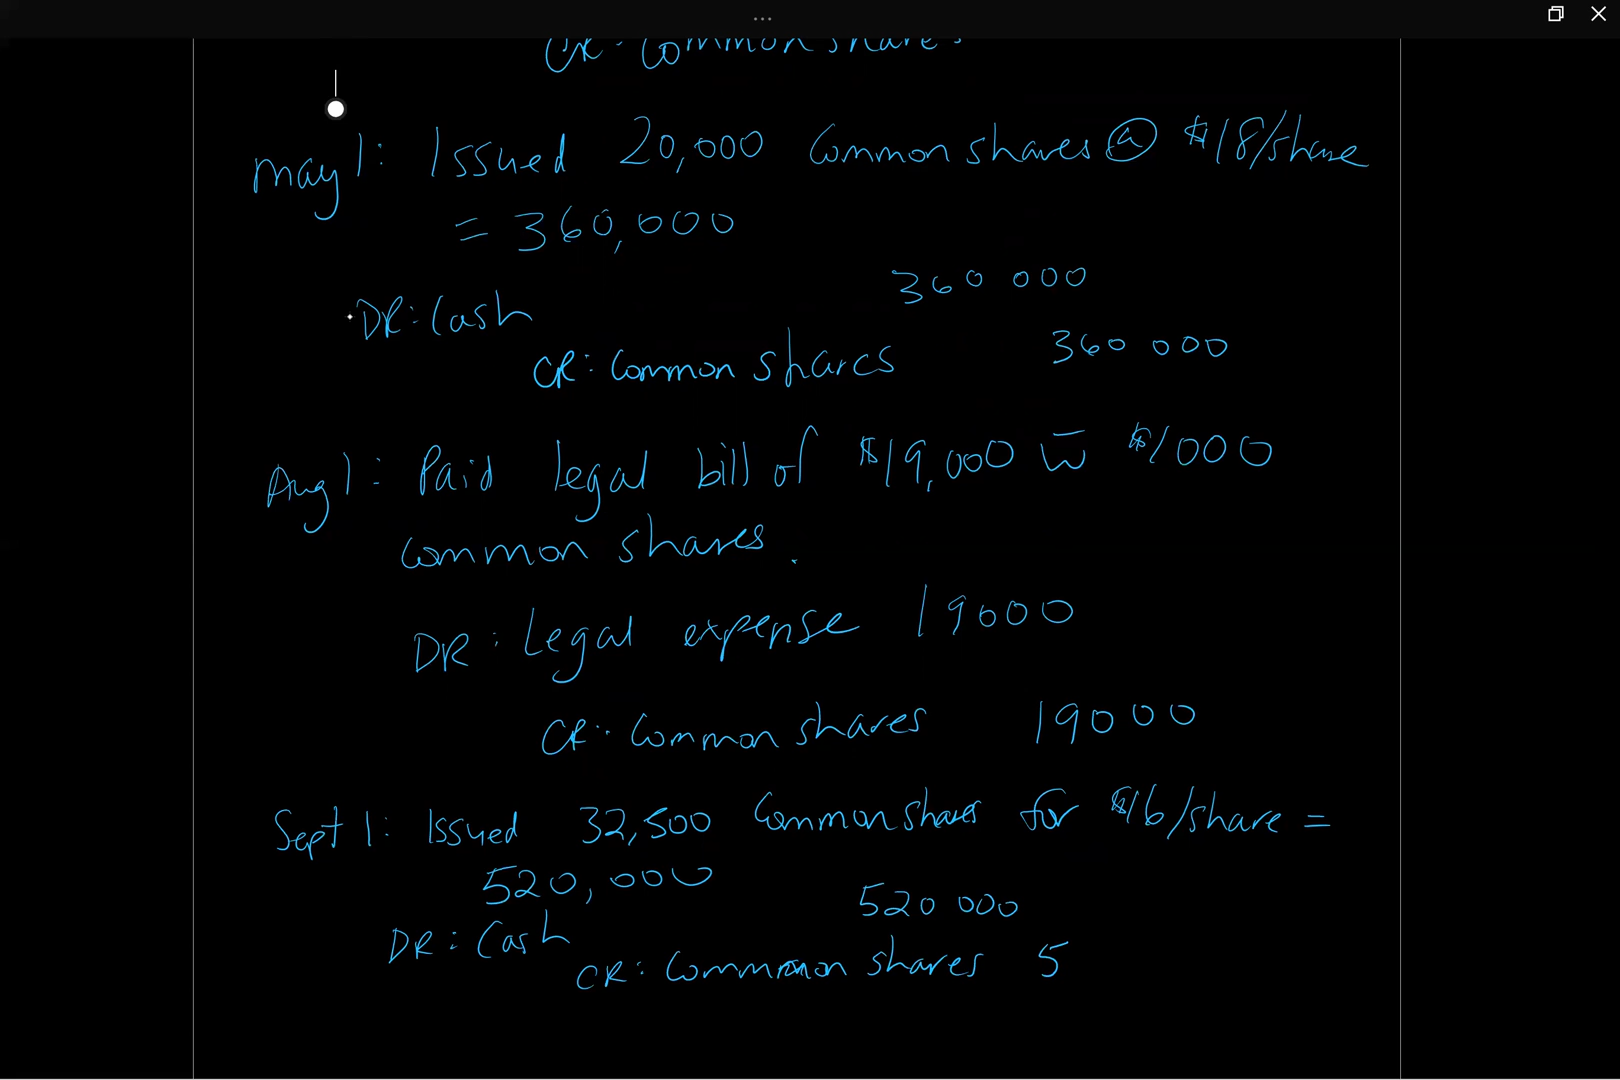 CR: Common shares
May 1: Issued 20,000 Common shares @ $18/share
= 360,000
DR: Cash 360 000
CR: Common shares 360 000
Aug 1: Paid legal bill of $19,000 w̅ $1000
common shares.
DR: Legal expense 19000
CR: Common shares 19000
Sept 1: Issued 32,500 Common shares for $16/share =
520,000
DR: Cash 520 000
CR: Commmon shares 5